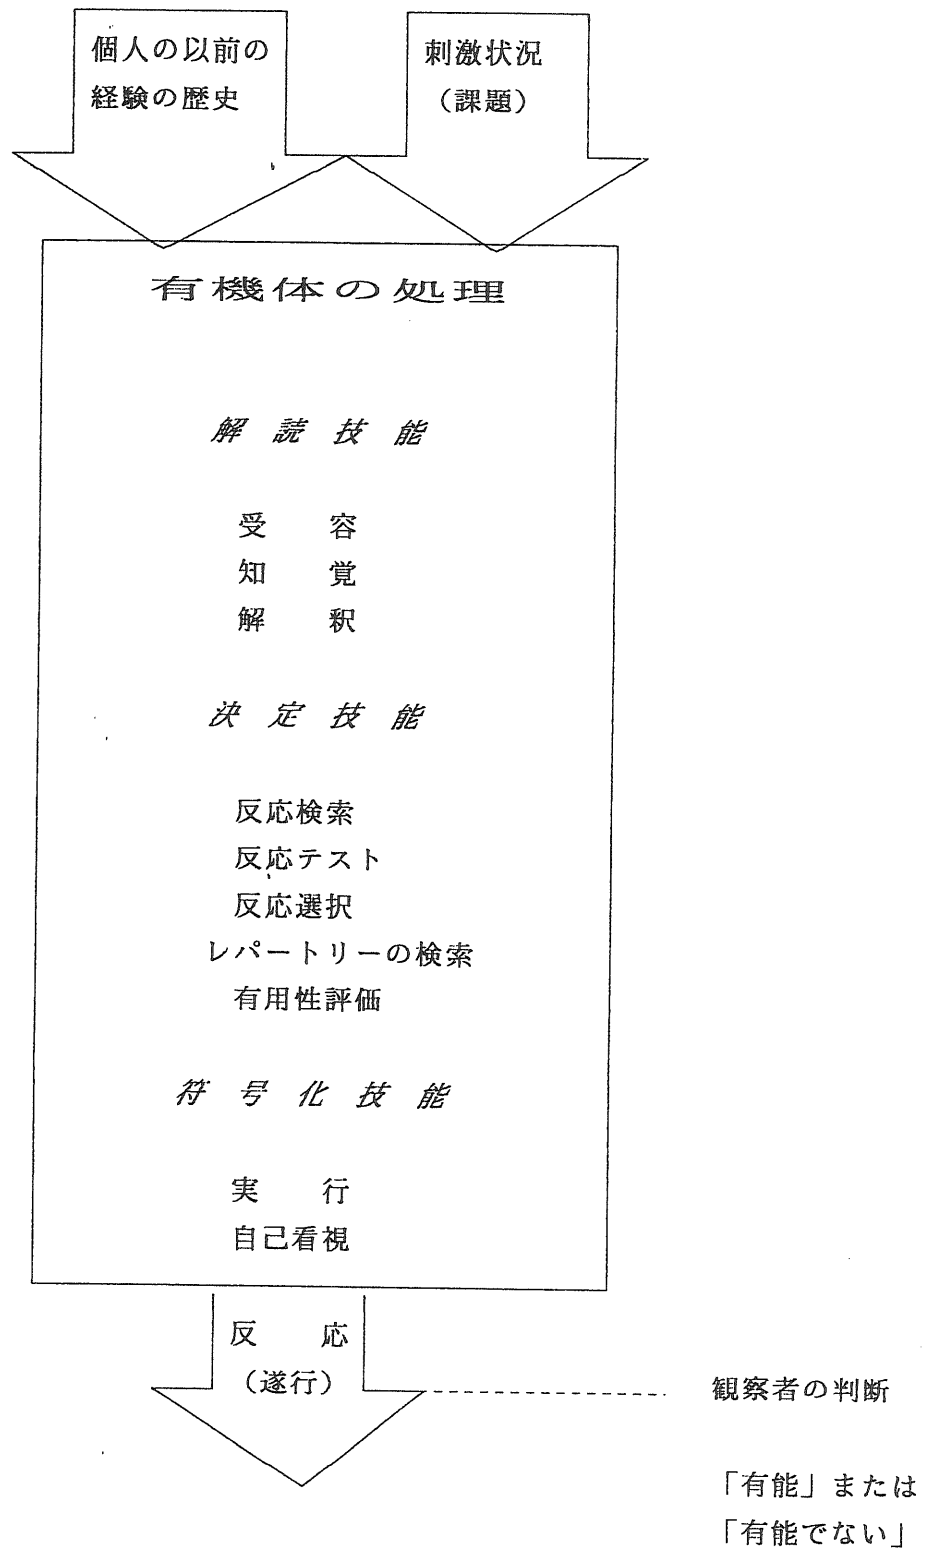 個人の以前の
経験の歴史
刺激状況
（課題）
有機体の処理
解読技能
受容
知覚
解釈
決定技能
反応検索
反応テスト
反応選択
レパートリーの検索
有用性評価
符号化技能
実行
自己看視
反応
（遂行）
観察者の判断
「有能」または
「有能でない」